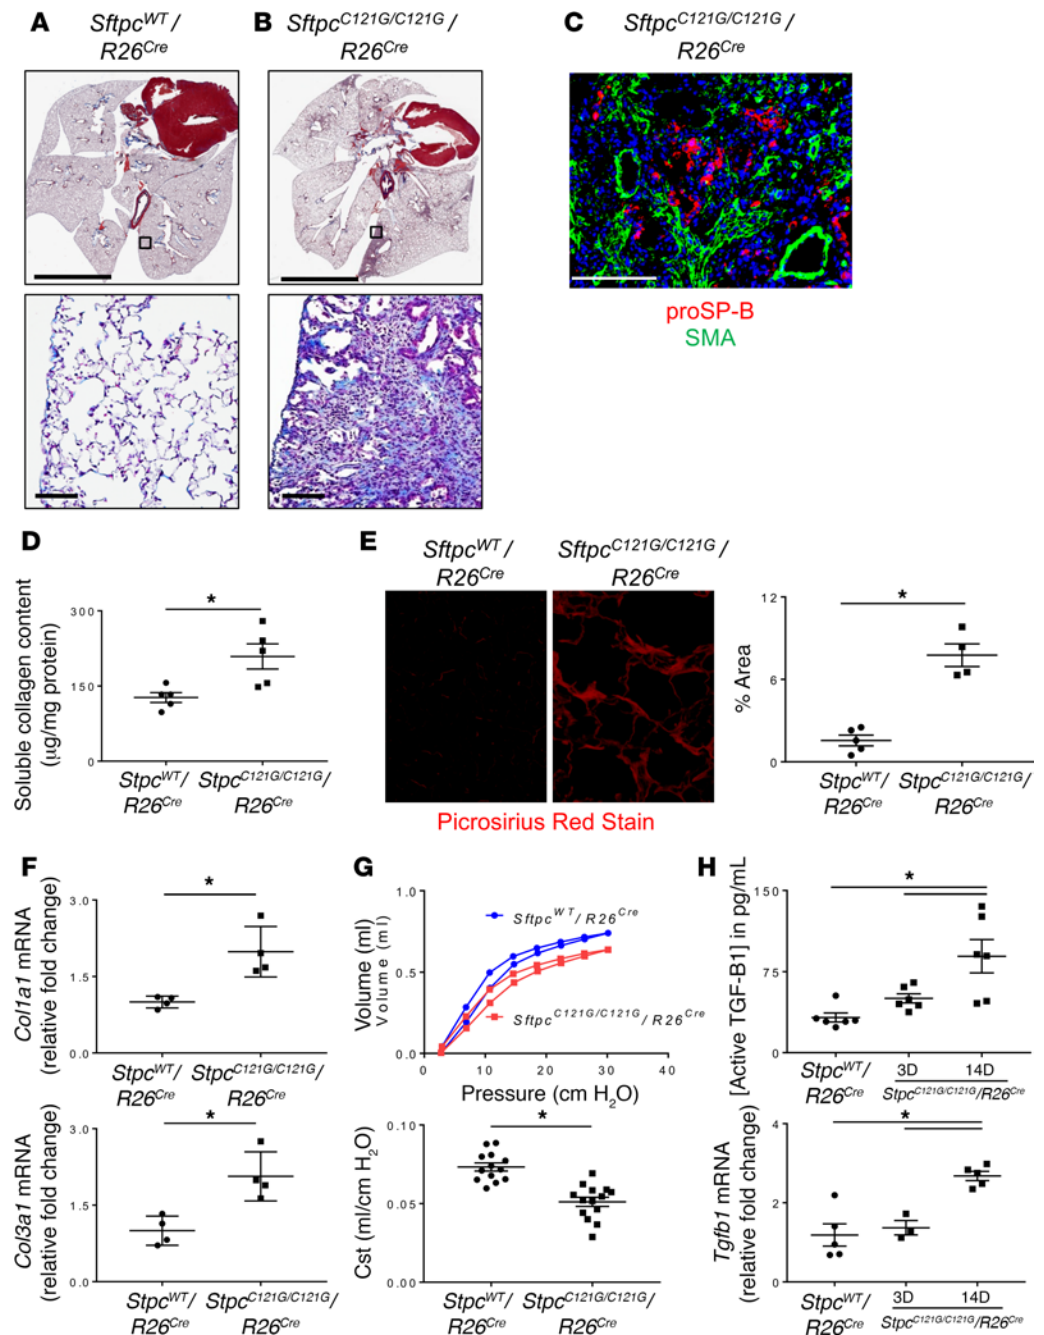 A
Sftpc^WT /
R26^Cre
B
Sftpc^C121G/C121G /
R26^Cre
C
Sftpc^C121G/C121G /
R26^Cre
proSP-B
SMA
D
Soluble collagen content
(µg/mg protein)
300
150
0
*
Stpc^WT/
R26^Cre
Stpc^C121G/C121G/
R26^Cre
E
Sftpc^WT /
R26^Cre
Sftpc^C121G/C121G /
R26^Cre
Picrosirius Red Stain
% Area
12
6
0
*
Stpc^WT/
R26^Cre
Stpc^C121G/C121G/
R26^Cre
F
Col1a1 mRNA
(relative fold change)
3.0
1.5
0.0
*
Stpc^WT/
R26^Cre
Stpc^C121G/C121G/
R26^Cre
Col3a1 mRNA
(relative fold change)
3.0
1.5
0.0
*
Stpc^WT/
R26^Cre
Stpc^C121G/C121G/
R26^Cre
G
Volume (ml)
Volume (ml)
1.0
0.5
0.0
Sftpc^WT/ R26^Cre
Sftpc^C121G/C121G / R26^Cre
0 10 20 30 40
Pressure (cm H₂O)
Cst (ml/cm H₂O)
0.10
0.05
0.00
*
Stpc^WT/
R26^Cre
Stpc^C121G/C121G/
R26^Cre
H
[Active TGF-B1] in pg/mL
150
75
0
*
Stpc^WT/
R26^Cre
3D 14D
Stpc^C121G/C121G/R26^Cre
Tgfb1 mRNA
(relative fold change)
4
2
0
*
Stpc^WT/
R26^Cre
3D 14D
Stpc^C121G/C121G/R26^Cre